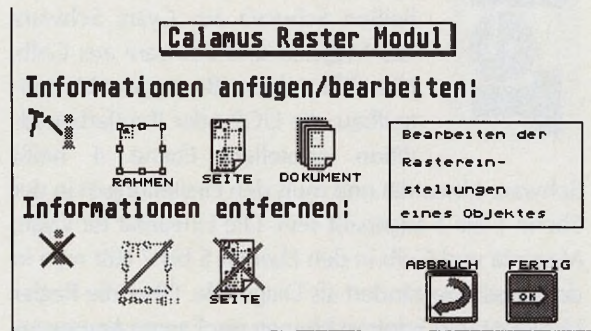 Calamus Raster Modul
Informationen anfügen/bearbeiten:
RAHMEN
SEITE
DOKUMENT
Bearbeiten der
Rasterein-
stellungen
eines Objektes
Informationen entfernen:
SEITE
ABBRUCH
FERTIG
OK